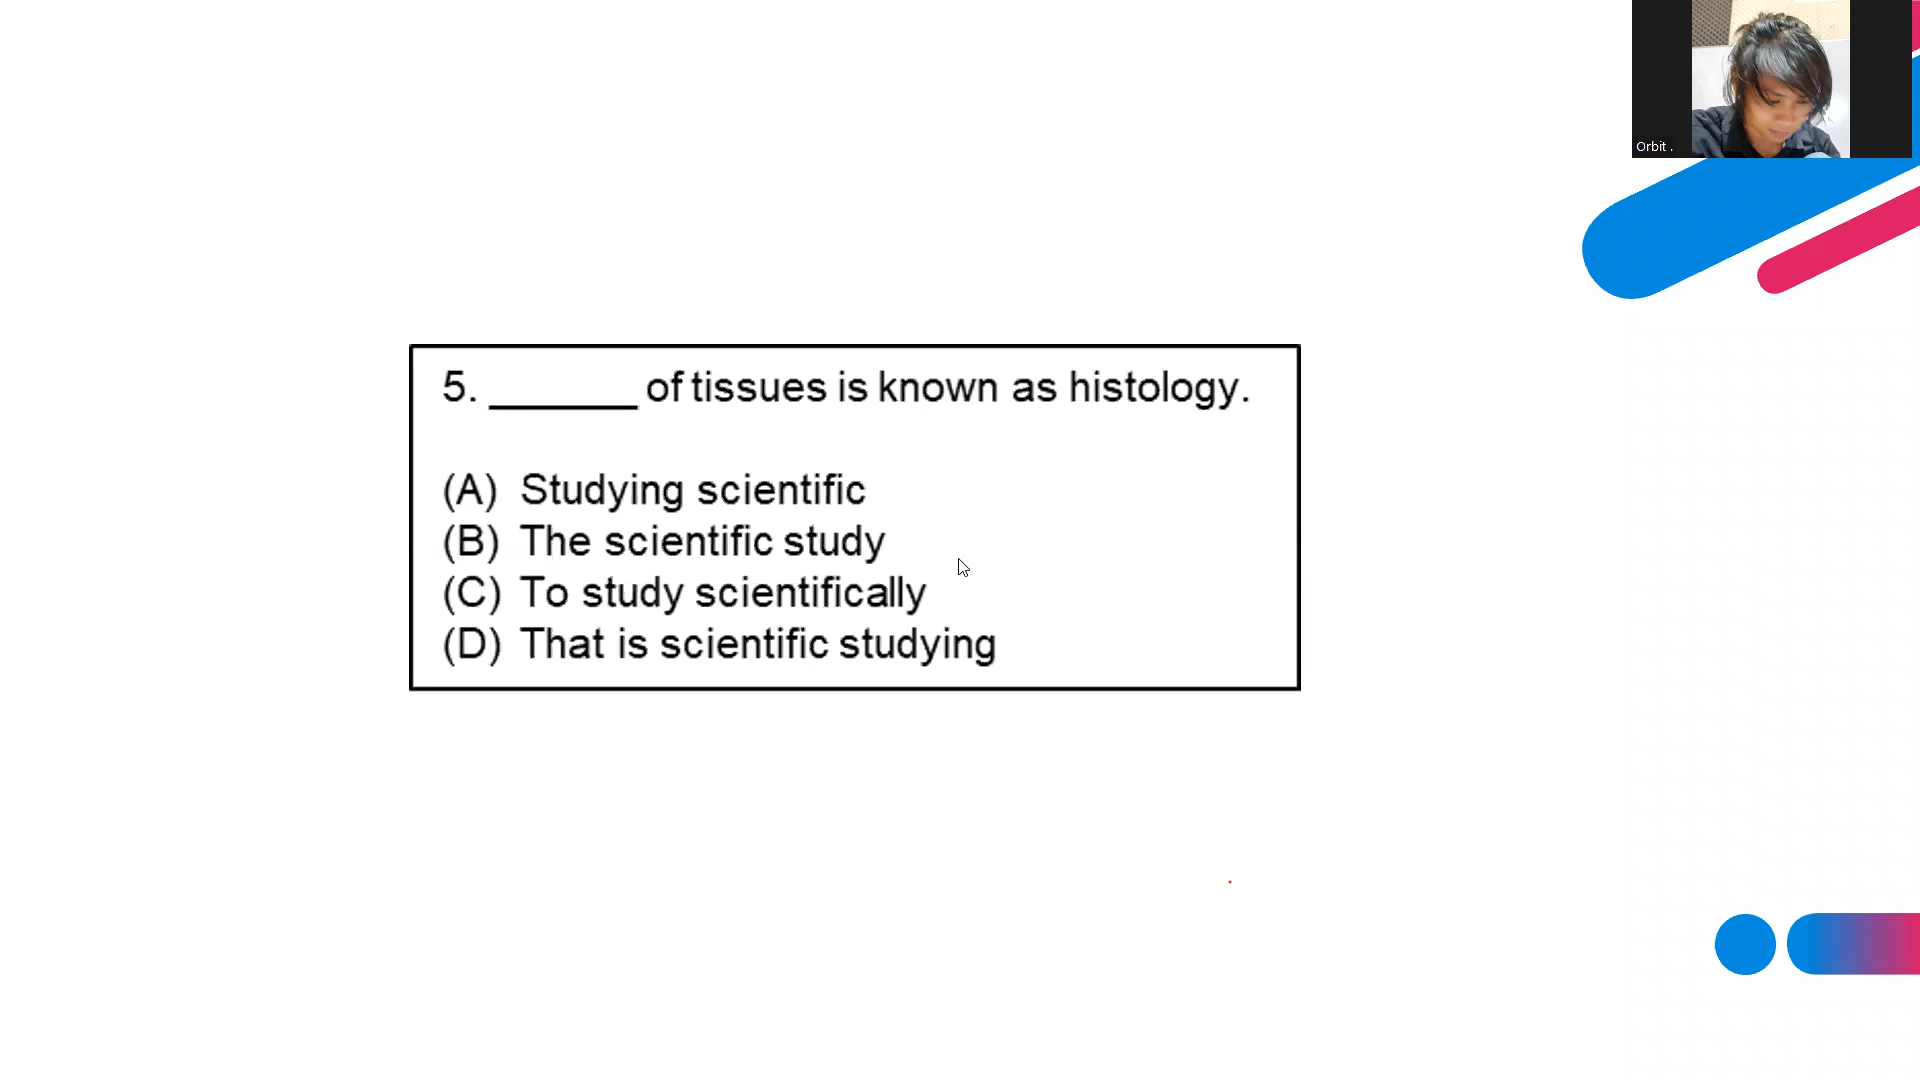 Orbit .
5. _______ of tissues is known as histology.
(A) Studying scientific
(B) The scientific study
(C) To study scientifically
(D) That is scientific studying